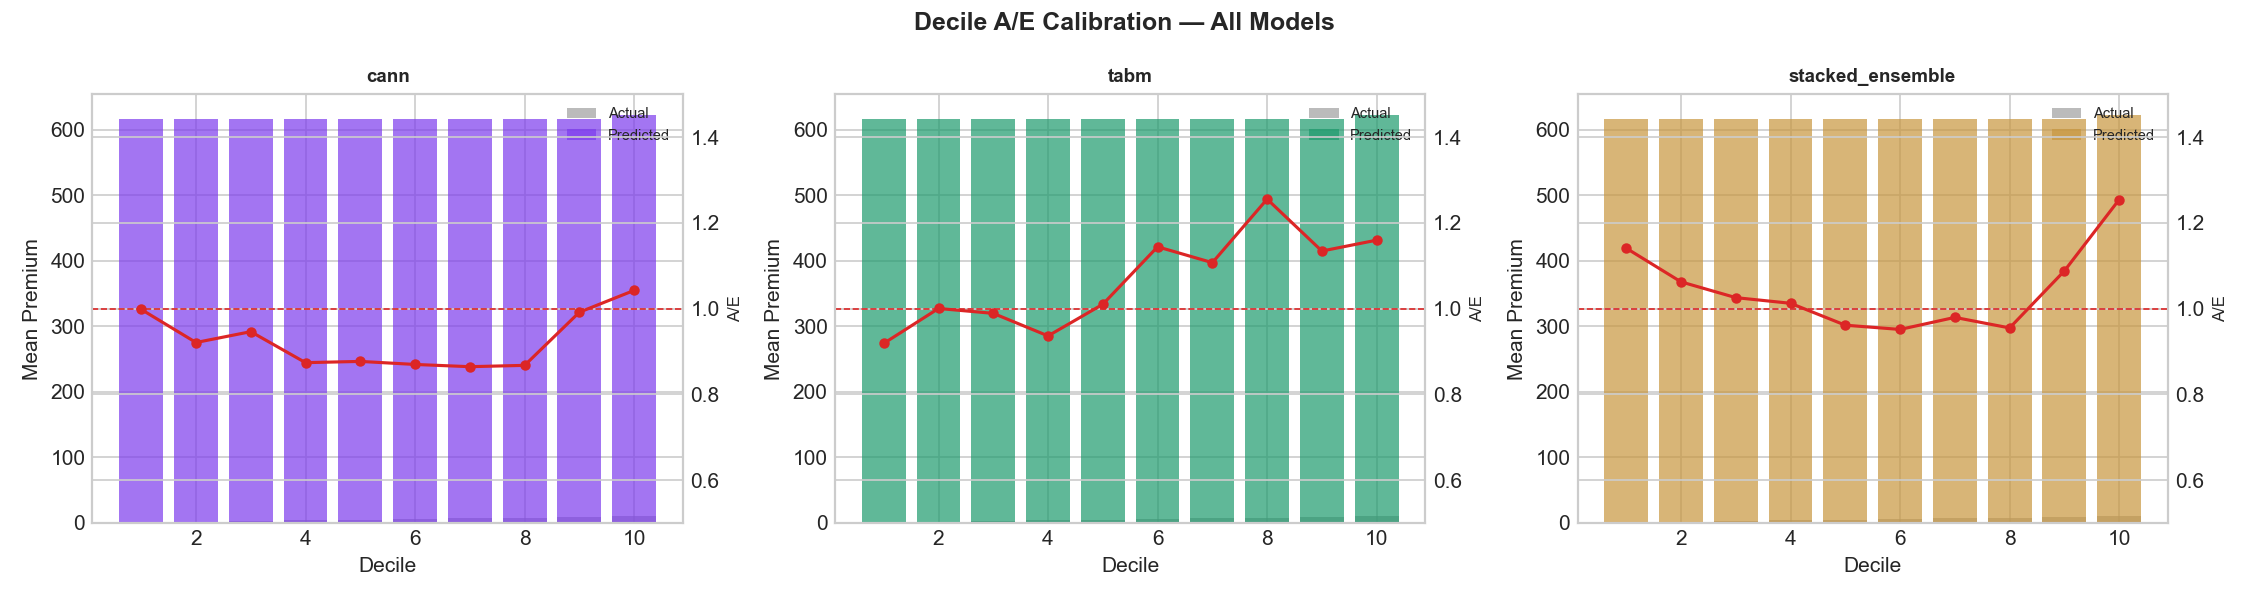 Decile A/E Calibration — All Models
cann
Actual
Predicted
600
500
400
300
200
100
0
1.4
1.2
1.0
0.8
0.6
Mean Premium
A/E
2 4 6 8 10
Decile
tabm
Actual
Predicted
600
500
400
300
200
100
0
1.4
1.2
1.0
0.8
0.6
Mean Premium
A/E
2 4 6 8 10
Decile
stacked_ensemble
Actual
Predicted
600
500
400
300
200
100
0
1.4
1.2
1.0
0.8
0.6
Mean Premium
A/E
2 4 6 8 10
Decile